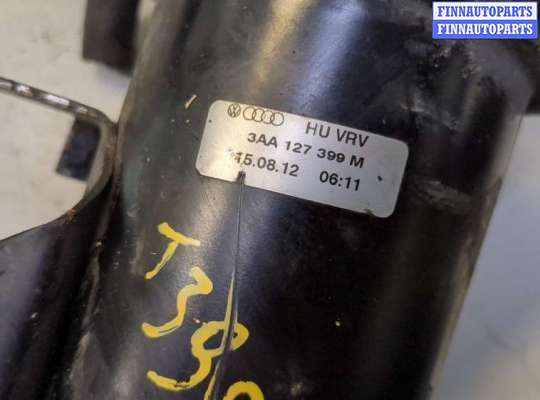 FINNAUTOPARTS
FINNAUTOPARTS
HU VRV
3AA 127 399 M
15.08.12 06:11